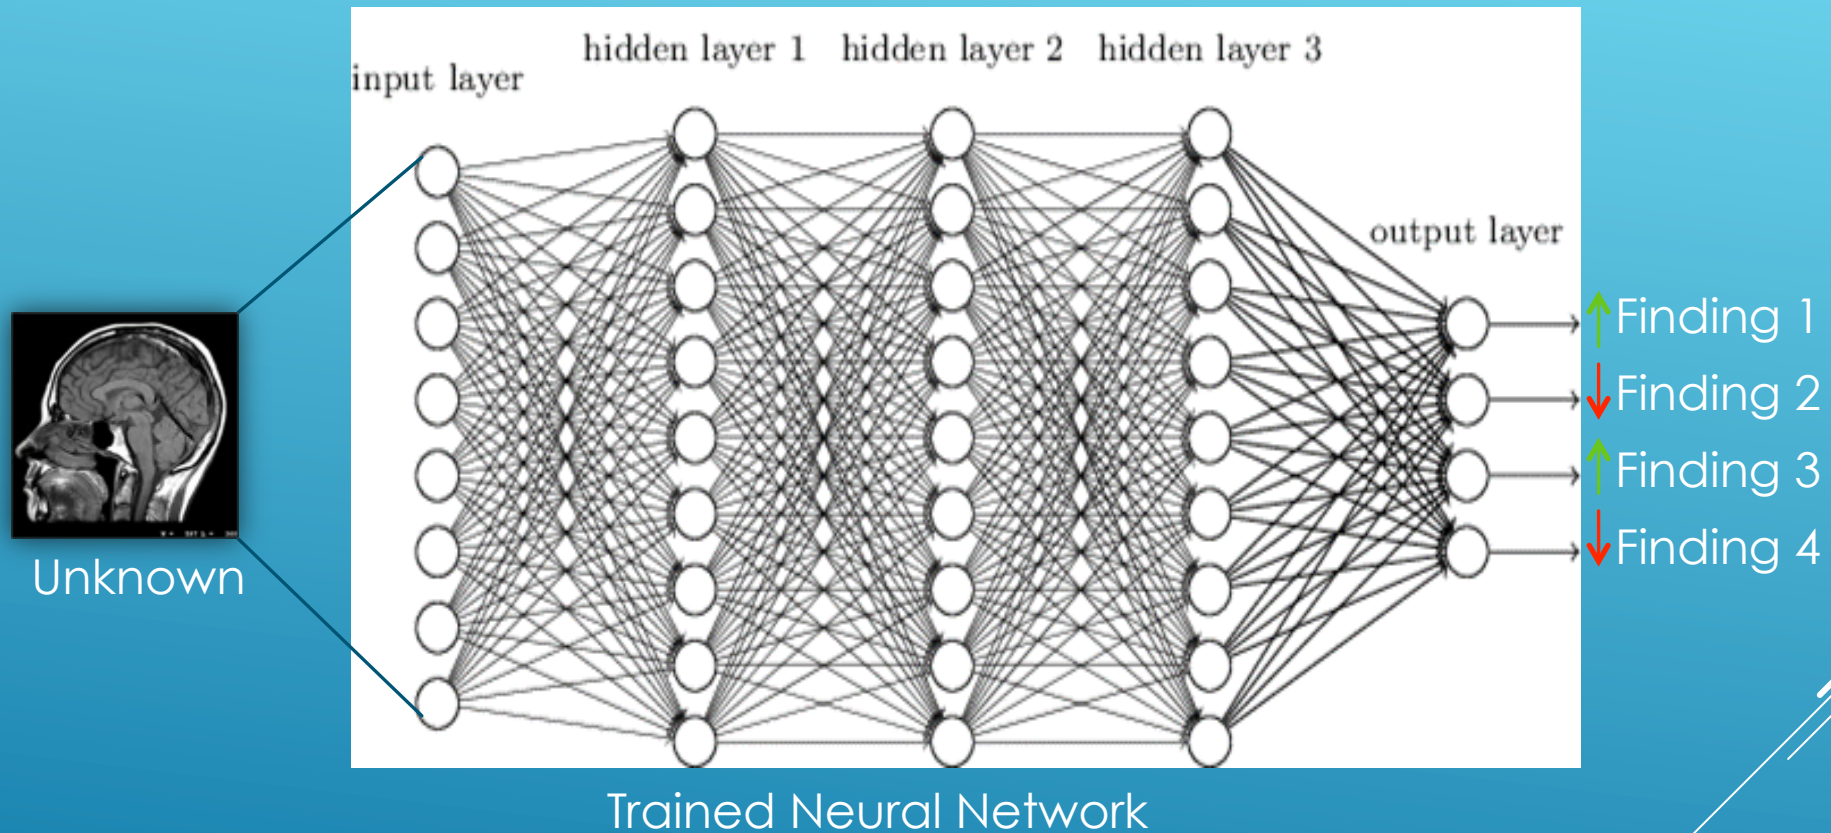 hidden layer 1 hidden layer 2 hidden layer 3
input layer
output layer
Finding 1
Finding 2
Finding 3
Finding 4
Unknown
Trained Neural Network